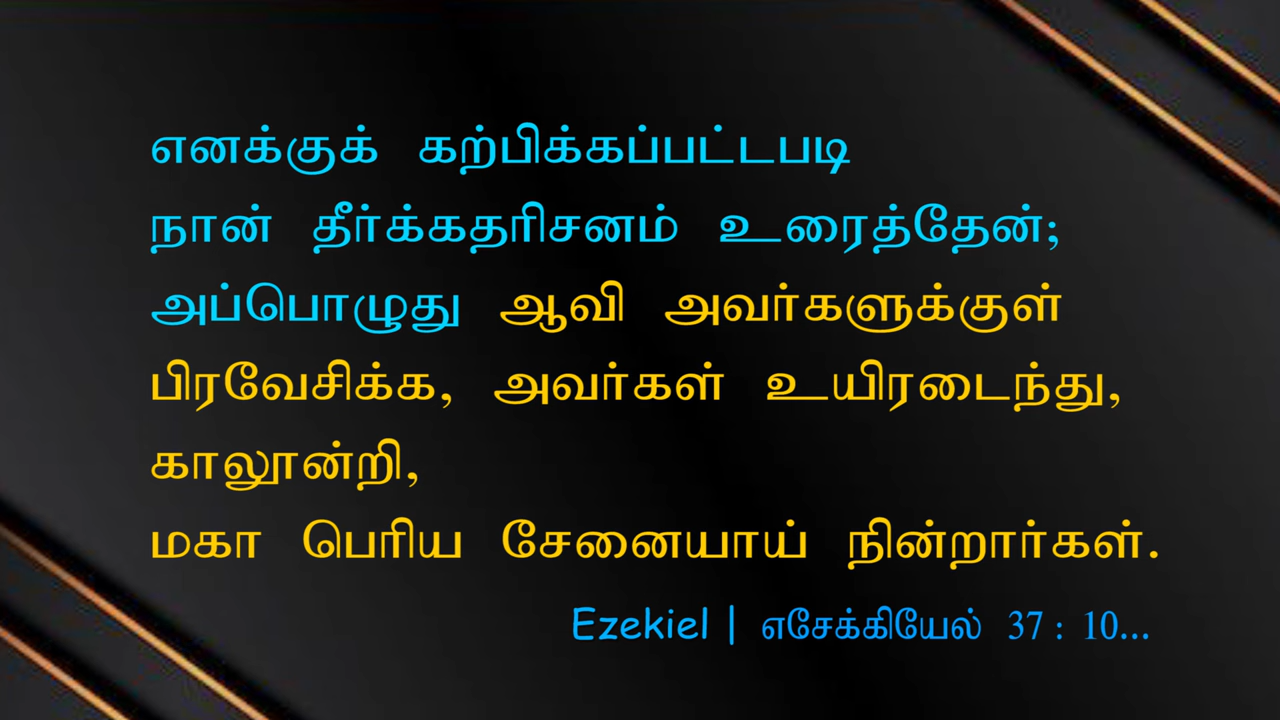 எனக்குக் கற்பிக்கப்பட்டபடி
நான் தீர்க்கதரிசனம் உரைத்தேன்;
அப்பொழுது ஆவி அவர்களுக்குள்
பிரவேசிக்க, அவர்கள் உயிரடைந்து,
காலூன்றி,
மகா பெரிய சேனையாய் நின்றார்கள்.
Ezekiel | எசேக்கியேல் 37 : 10...